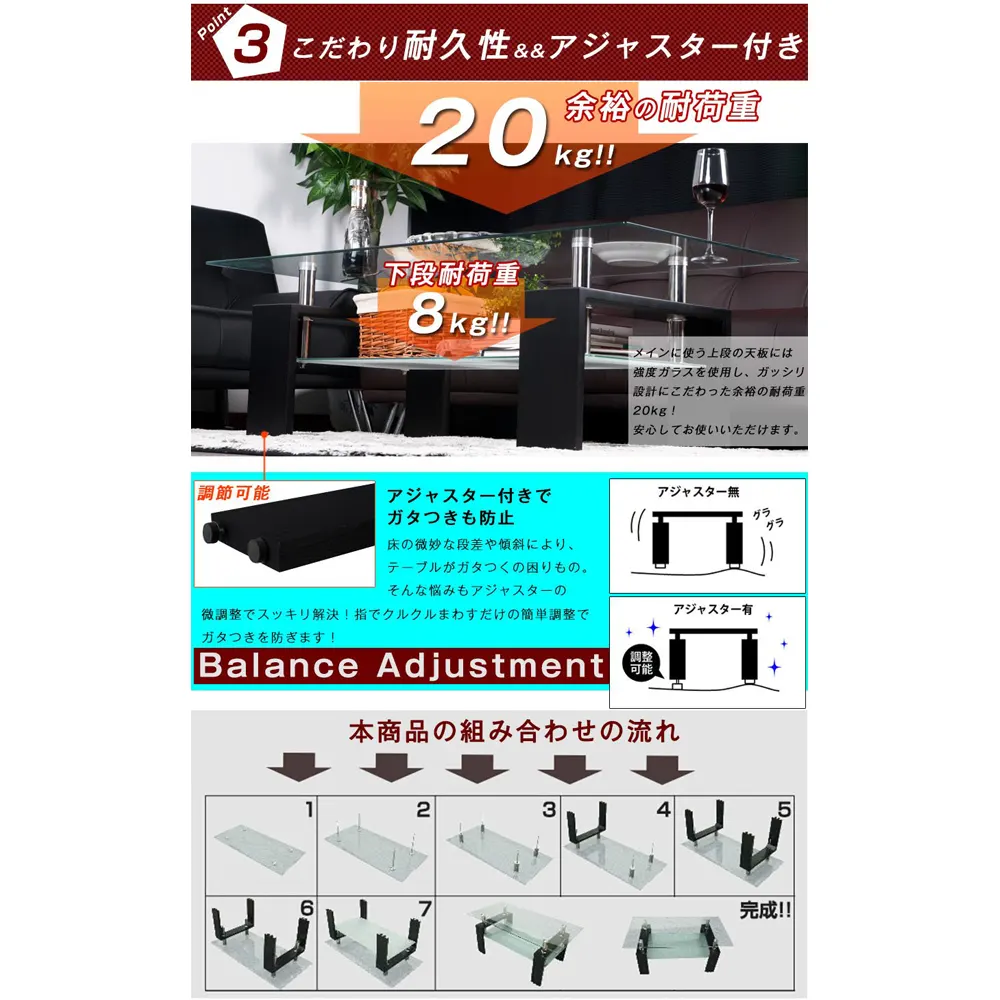 Point
3
こだわり耐久性&&アジャスター付き
余裕の耐荷重
20kg!!
下段耐荷重
8kg!!
メインに使う上段の天板には
強度ガラスを使用し、ガッシリ
設計にこだわった余裕の耐荷重
20kg！
安心してお使いいただけます。
調節可能
アジャスター付きで
ガタつきも防止
床の微妙な段差や傾斜により、
テーブルがガタつくの困りもの。
そんな悩みもアジャスターの
微調整でスッキリ解決！指でクルクルまわすだけの簡単調整で
ガタつきを防ぎます！
Balance Adjustment
アジャスター無
グラ
グラ
アジャスター有
調整
可能
本商品の組み合わせの流れ
1
2
3
4
5
6
7
完成!!